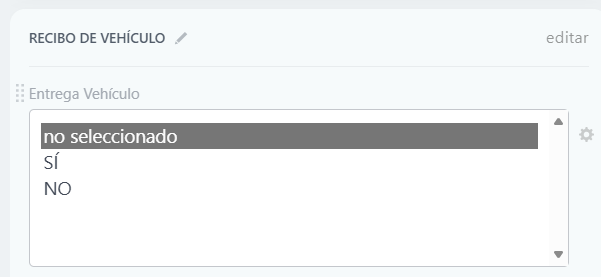 RECIBO DE VEHÍCULO
editar
Entrega Vehículo
no seleccionado
SÍ
NO